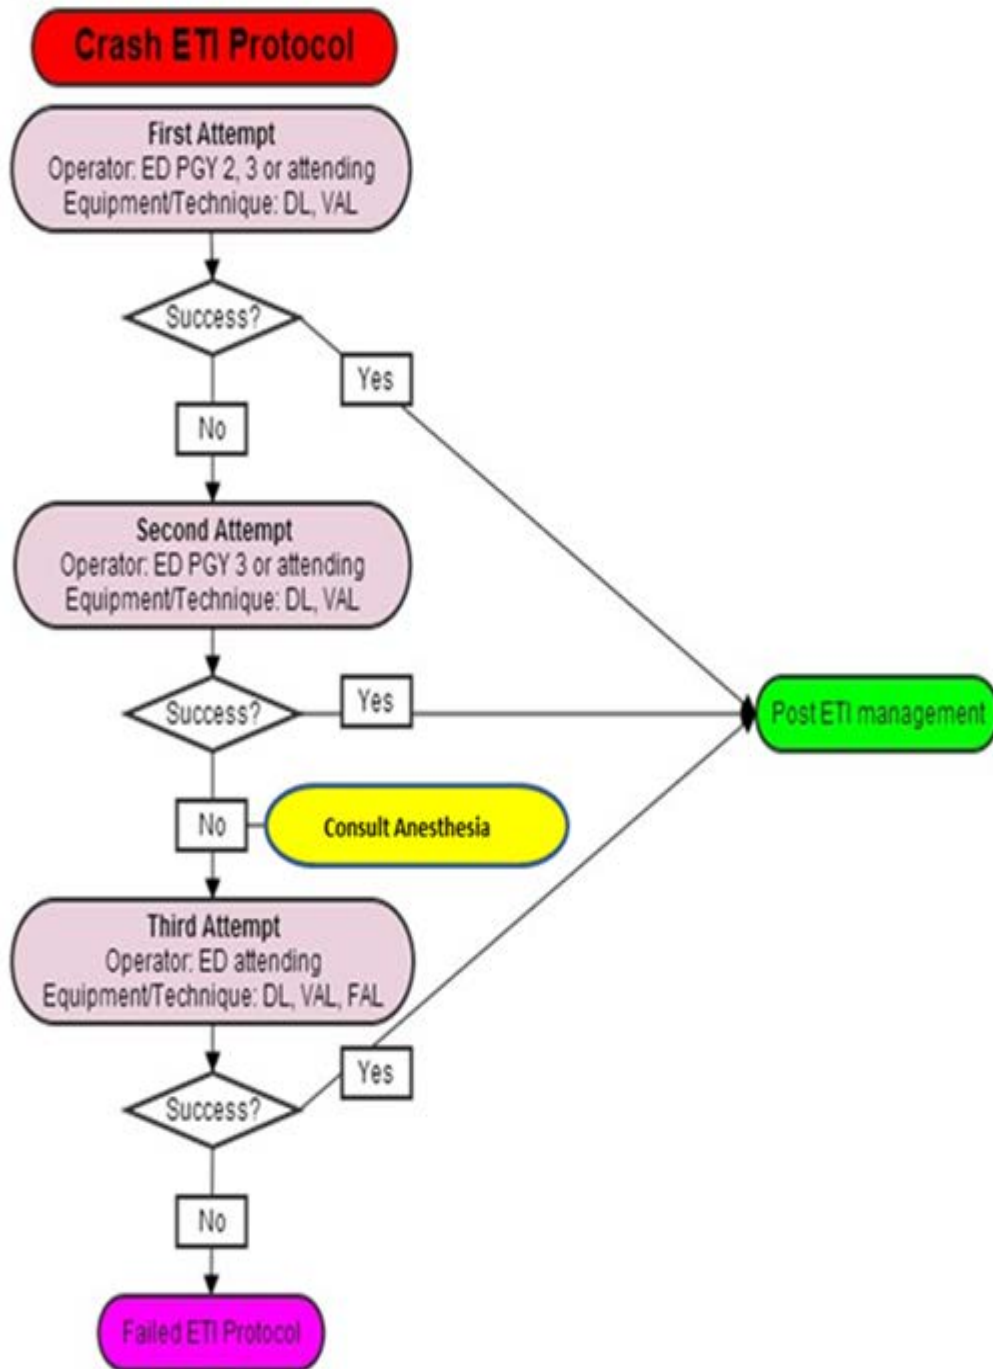 Crash ETI Protocol
First Attempt
Operator: ED PGY 2, 3 or attending
Equipment/Technique: DL, VAL
Success?
Yes
No
Second Attempt
Operator: ED PGY 3 or attending
Equipment/Technique: DL, VAL
Success?
Yes
Post ETI management
No
Consult Anesthesia
Third Attempt
Operator: ED attending
Equipment/Technique: DL, VAL, FAL
Yes
Success?
No
Failed ETI Protocol